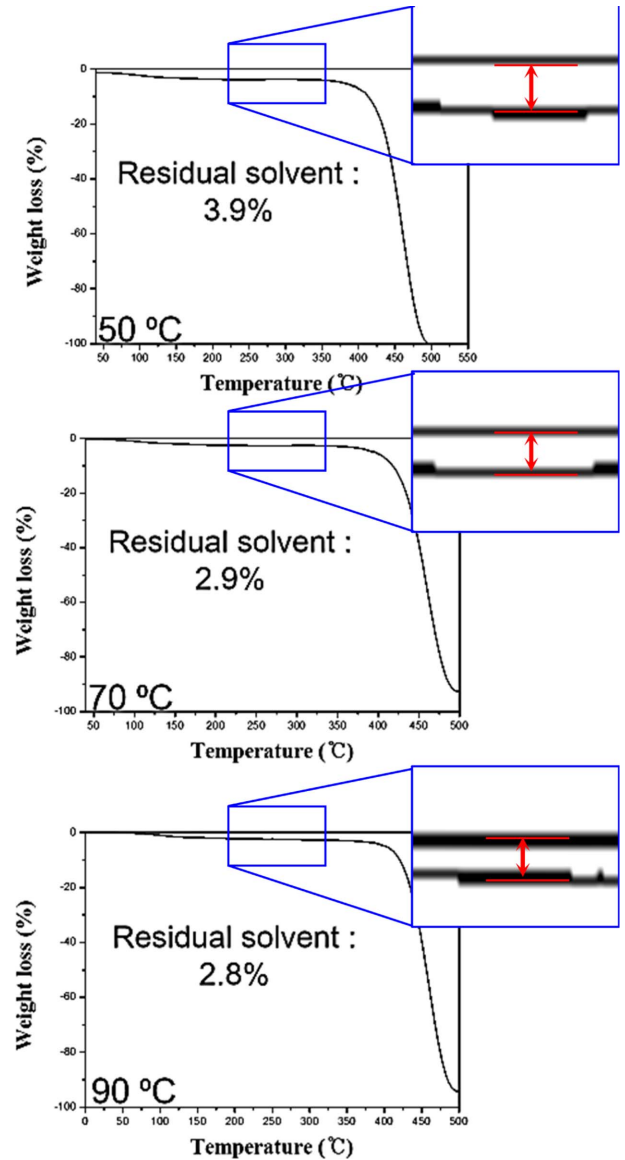 0
-20
-40
-60
-80
-100
Weight loss (%)
Residual solvent :
3.9%
50 ºC
50 100 150 200 250 300 350 400 450 500 550
Temperature (℃)
0
-20
-40
-60
-80
-100
Weight loss (%)
Residual solvent :
2.9%
70 ºC
50 100 150 200 250 300 350 400 450 500
Temperature (℃)
0
-20
-40
-60
-80
-100
Weight loss (%)
Residual solvent :
2.8%
90 ºC
0 50 100 150 200 250 300 350 400 450 500
Temperature (℃)